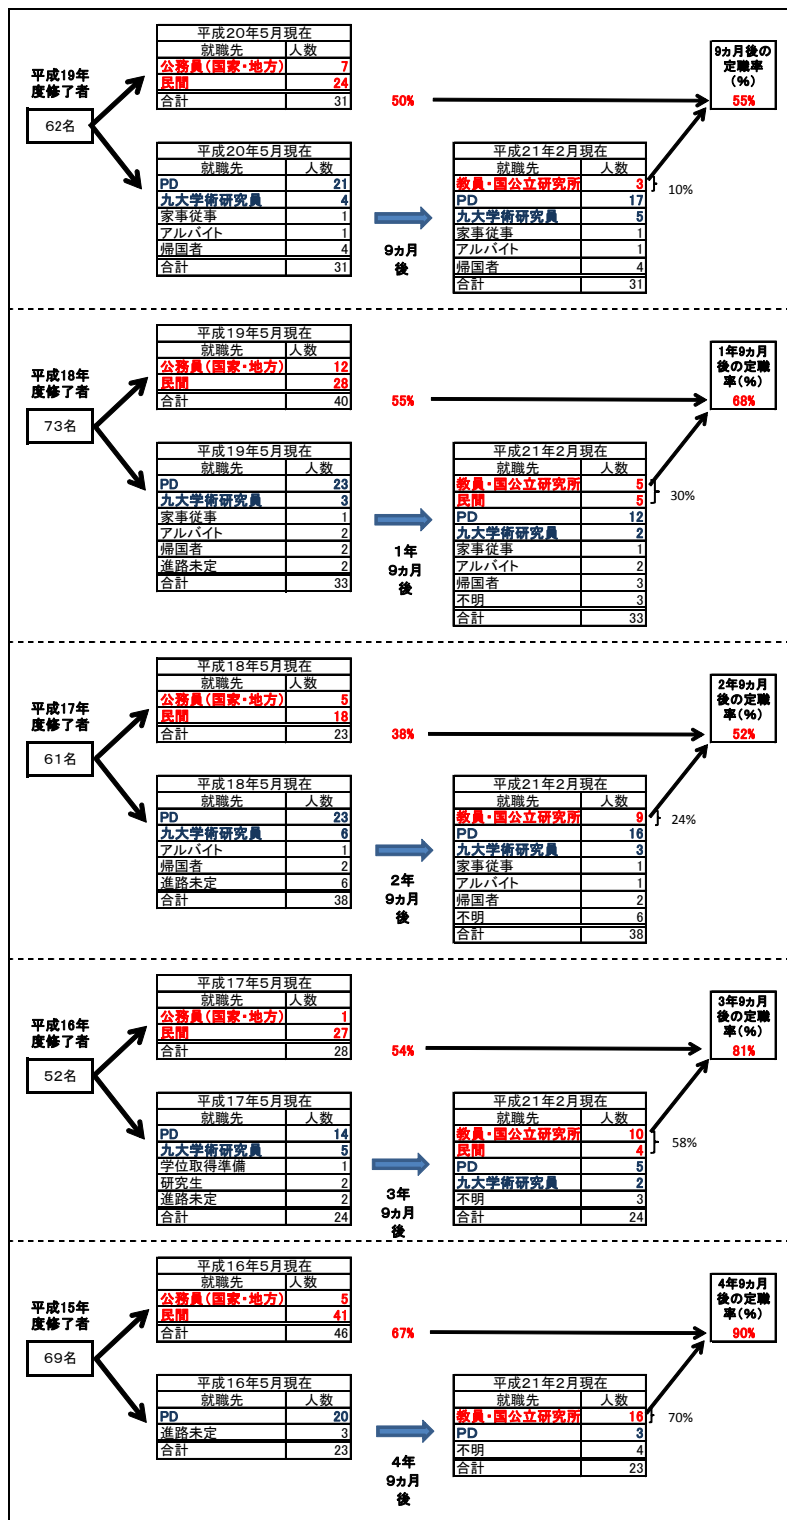 平成20年5月現在
就職先 人数
公務員(国家・地方) 7
民間 24
合計 31
平成19年
度修了者
62名
50%
9ヵ月後の
定職率
(%)
55%
平成20年5月現在
就職先 人数
PD 21
九大学術研究員 4
家事従事 1
アルバイト 1
帰国者 4
合計 31
9ヵ月
後
平成21年2月現在
就職先 人数
教員・国公立研究所 3
PD 17
九大学術研究員 5
家事従事 1
アルバイト 1
帰国者 4
合計 31
10%
平成19年5月現在
就職先 人数
公務員(国家・地方) 12
民間 28
合計 40
平成18年
度修了者
73名
55%
1年9ヵ月
後の定職
率(%)
68%
平成19年5月現在
就職先 人数
PD 23
九大学術研究員 3
家事従事 1
アルバイト 2
帰国者 2
進路未定 2
合計 33
1年
9ヵ月
後
平成21年2月現在
就職先 人数
教員・国公立研究所 5
民間 5
PD 12
九大学術研究員 2
家事従事 1
アルバイト 2
帰国者 3
不明 3
合計 33
30%
平成18年5月現在
就職先 人数
公務員(国家・地方) 5
民間 18
合計 23
平成17年
度修了者
61名
38%
2年9ヵ月
後の定職
率(%)
52%
平成18年5月現在
就職先 人数
PD 23
九大学術研究員 6
アルバイト 1
帰国者 2
進路未定 6
合計 38
2年
9ヵ月
後
平成21年2月現在
就職先 人数
教員・国公立研究所 9
PD 16
九大学術研究員 3
家事従事 1
アルバイト 1
帰国者 2
不明 6
合計 38
24%
平成17年5月現在
就職先 人数
公務員(国家・地方) 1
民間 27
合計 28
平成16年
度修了者
52名
54%
3年9ヵ月
後の定職
率(%)
81%
平成17年5月現在
就職先 人数
PD 14
九大学術研究員 5
学位取得準備 1
研究生 2
進路未定 2
合計 24
3年
9ヵ月
後
平成21年2月現在
就職先 人数
教員・国公立研究所 10
民間 4
PD 5
九大学術研究員 2
不明 3
合計 24
58%
平成16年5月現在
就職先 人数
公務員(国家・地方) 5
民間 41
合計 46
平成15年
度修了者
69名
67%
4年9ヵ月
後の定職
率(%)
90%
平成16年5月現在
就職先 人数
PD 20
進路未定 3
合計 23
4年
9ヵ月
後
平成21年2月現在
就職先 人数
教員・国公立研究所 16
PD 3
不明 4
合計 23
70%